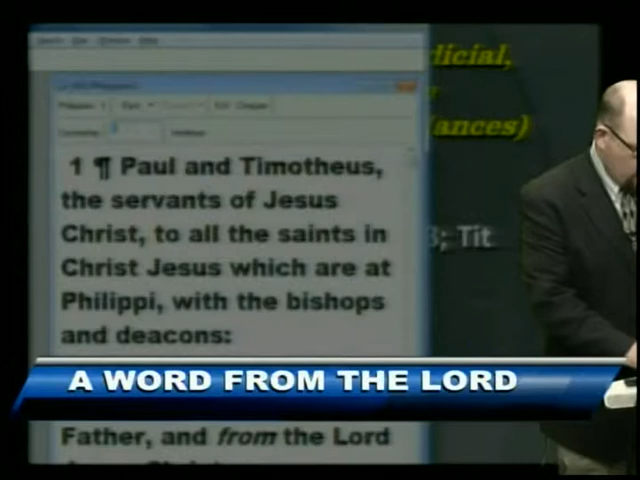 dicial,
ances)
3; Tit
1 ¶ Paul and Timotheus,
the servants of Jesus
Christ, to all the saints in
Christ Jesus which are at
Philippi, with the bishops
and deacons:
A WORD FROM THE LORD
Father, and from the Lord